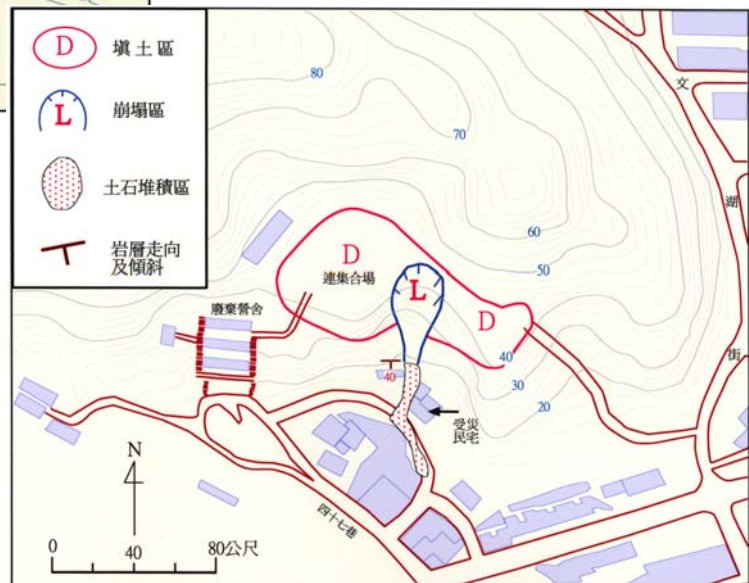 D
填土區
L
崩塌區
土石堆積區
岩層走向
及傾斜
80
70
60
50
40
30
20
文
湖
街
D
連集合場
L
D
廢棄營舍
40
受災
民宅
四十七巷
N
0
40
80公尺